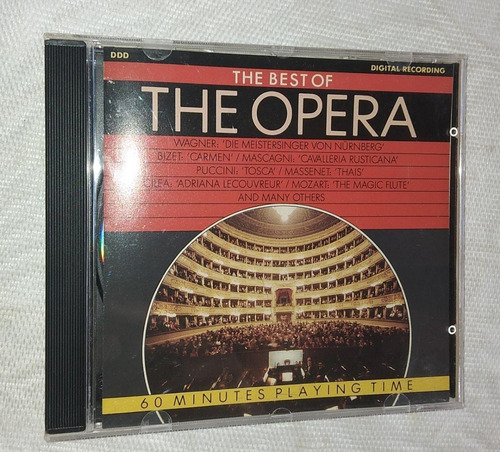 DDD
DIGITAL RECORDING
THE BEST OF
THE OPERA
WAGNER: 'DIE MEISTERSINGER VON NÜRNBERG'
BIZET: 'CARMEN' / MASCAGNI: 'CAVALLERIA RUSTICANA'
PUCCINI: 'TOSCA' / MASSENET: 'THAIS'
CILEA: 'ADRIANA LECOUVREUR' / MOZART: 'THE MAGIC FLUTE'
AND MANY OTHERS
60 MINUTES PLAYING TIME